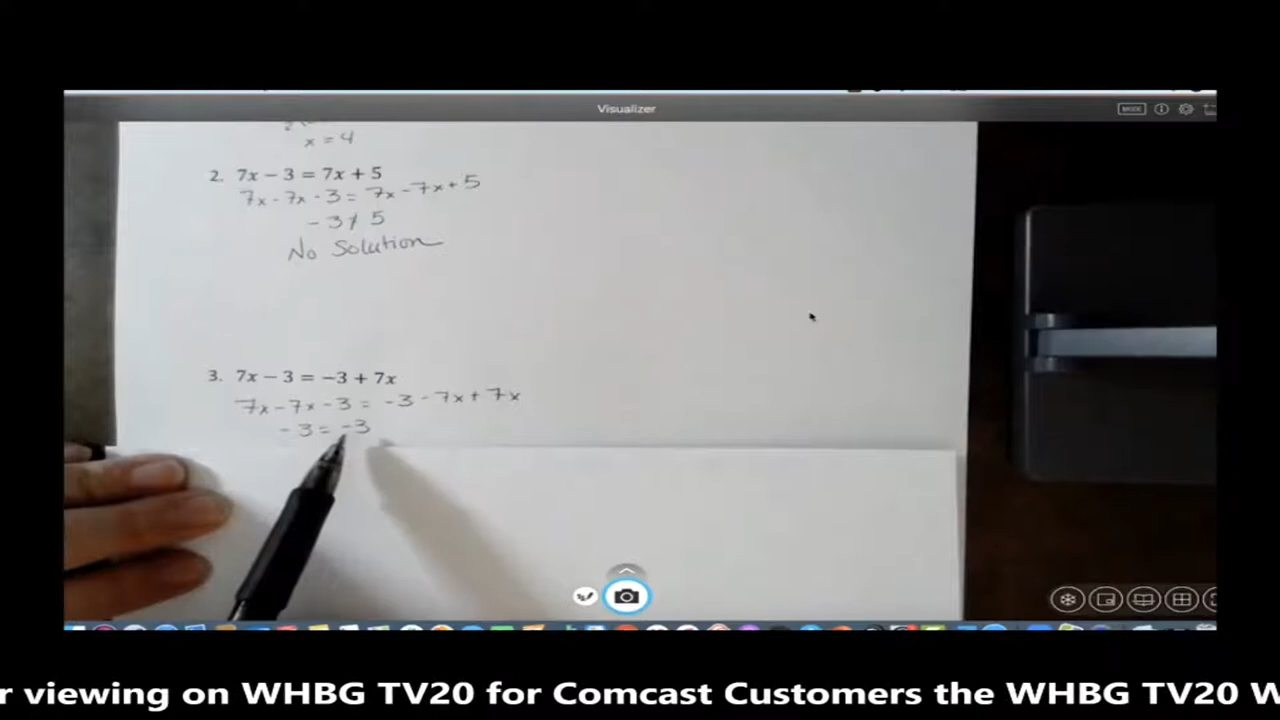 Visualizer
MODE
x = 4
2. 7x − 3 = 7x + 5
7x - 7x - 3 = 7x - 7x + 5
- 3 ≠ 5
No Solution
3. 7x − 3 = −3 + 7x
7x - 7x - 3 = -3 - 7x + 7x
- 3 = -3
r viewing on WHBG TV20 for Comcast Customers the WHBG TV20 W